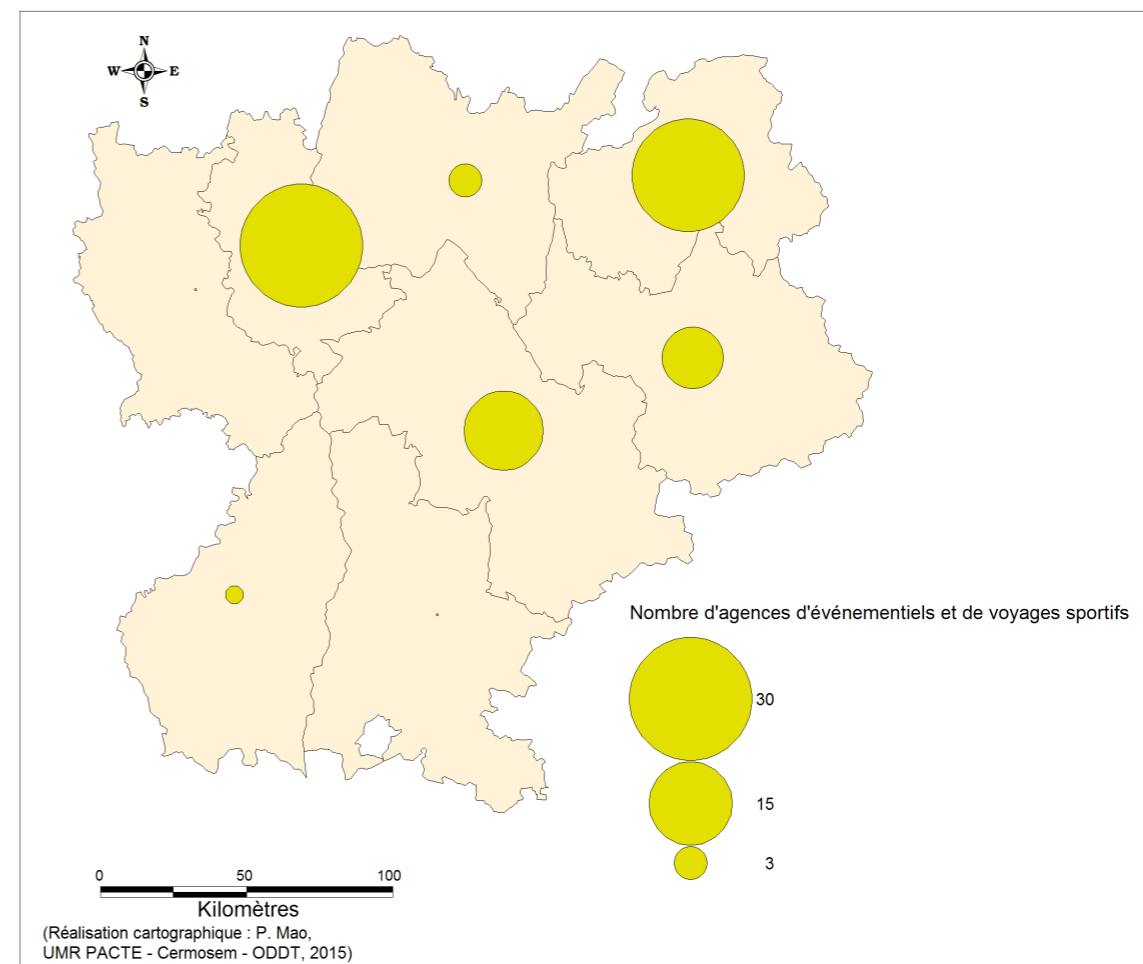 N
W E
S
Nombre d'agences d'événementiels et de voyages sportifs
30
15
3
0 50 100
Kilomètres
(Réalisation cartographique : P. Mao,
UMR PACTE - Cermosem - ODDT, 2015)